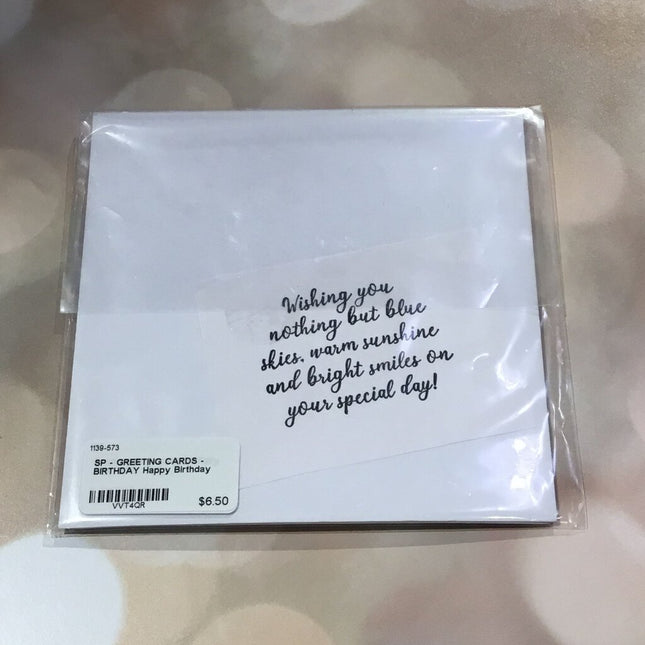 Wishing you
nothing but blue
skies, warm sunshine
and bright smiles on
your special day!
1139-573
SP - GREETING CARDS -
BIRTHDAY Happy Birthday
VVT4QR
$6.50